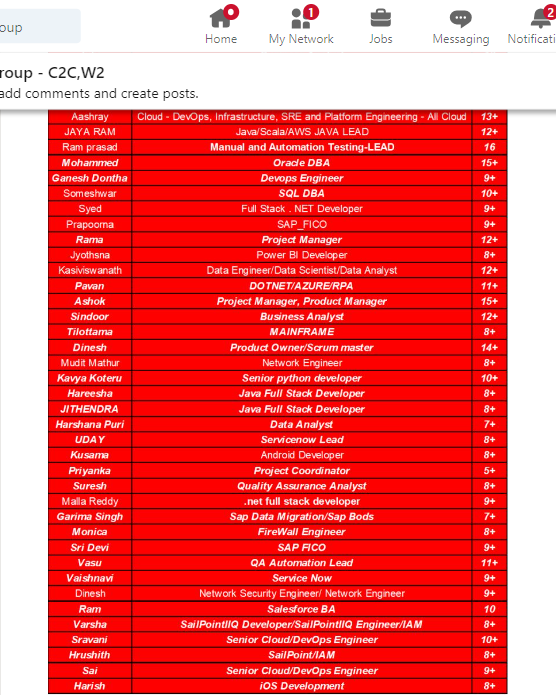 oup
Home
1
My Network
Jobs
Messaging
2
Notificati
roup - C2C,W2
add comments and create posts.
Aashray Cloud - DevOps, Infrastructure, SRE and Platform Engineering - All Cloud 13+
JAYA RAM Java/Scala/AWS JAVA LEAD 12+
Ram prasad Manual and Automation Testing-LEAD 16
Mohammed Oracle DBA 15+
Ganesh Dontha Devops Engineer 9+
Someshwar SQL DBA 10+
Syed Full Stack . NET Developer 9+
Prapoorna SAP_FICO 9+
Rama Project Manager 12+
Jyothsna Power BI Developer 8+
Kasiviswanath Data Engineer/Data Scientist/Data Analyst 12+
Pavan DOTNET/AZURE/RPA 11+
Ashok Project Manager, Product Manager 15+
Sindoor Business Analyst 12+
Tilottama MAINFRAME 8+
Dinesh Product Owner/Scrum master 14+
Mudit Mathur Network Engineer 8+
Kavya Koteru Senior python developer 10+
Hareesha Java Full Stack Developer 8+
JITHENDRA Java Full Stack Developer 8+
Harshana Puri Data Analyst 7+
UDAY Servicenow Lead 8+
Kusama Android Developer 8+
Priyanka Project Coordinator 5+
Suresh Quality Assurance Analyst 8+
Malla Reddy .net full stack developer 9+
Garima Singh Sap Data Migration/Sap Bods 7+
Monica FireWall Engineer 8+
Sri Devi SAP FICO 9+
Vasu QA Automation Lead 11+
Vaishnavi Service Now 9+
Dinesh Network Security Engineer/ Network Engineer 9+
Ram Salesforce BA 10
Varsha SailPointIIQ Developer/SailPointIIQ Engineer/IAM 8+
Sravani Senior Cloud/DevOps Engineer 10+
Hrushith SailPoint/IAM 8+
Sai Senior Cloud/DevOps Engineer 9+
Harish iOS Development 8+